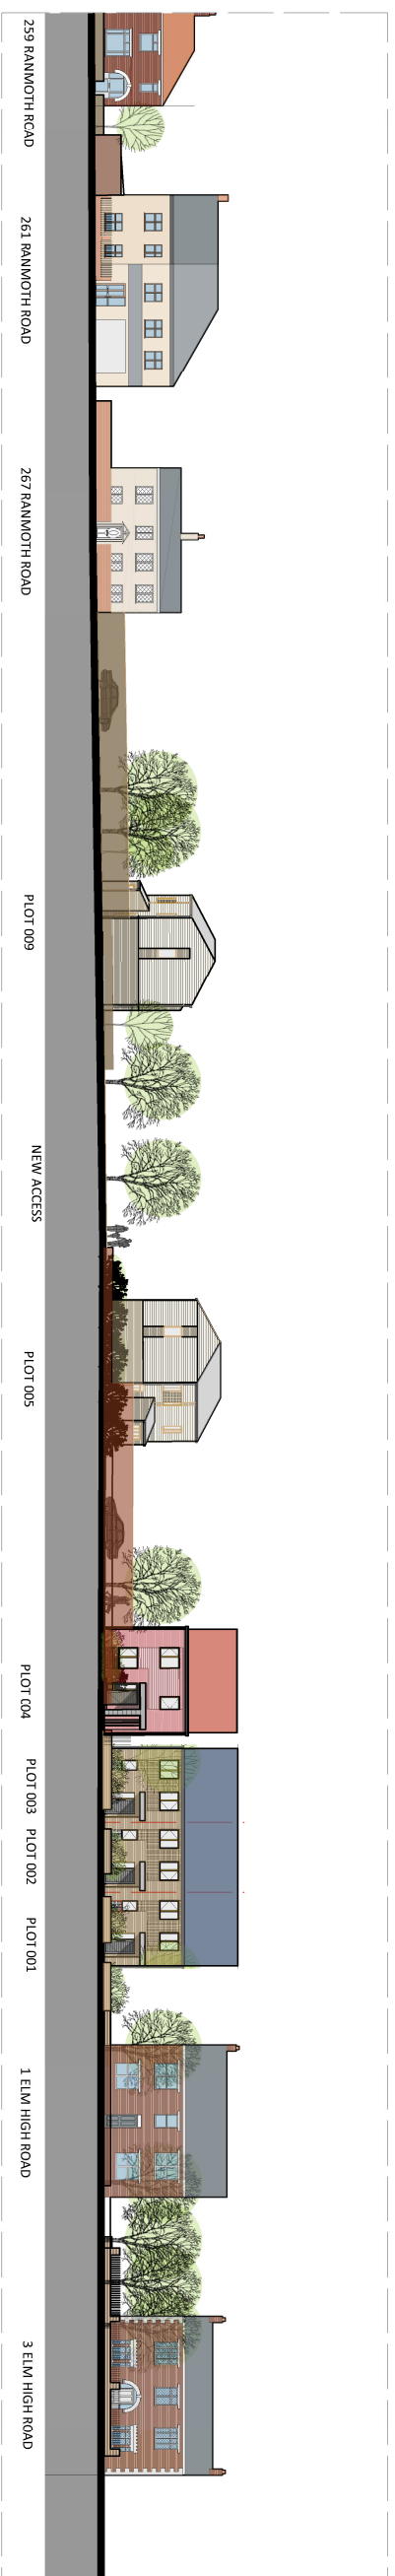 259 RANMOTH ROAD
261 RANMOTH ROAD
267 RANMOTH ROAD
PLOT 009
NEW ACCESS
PLOT 005
PLOT 004
PLOT 003
PLOT 002
PLOT 001
1 ELM HIGH ROAD
3 ELM HIGH ROAD